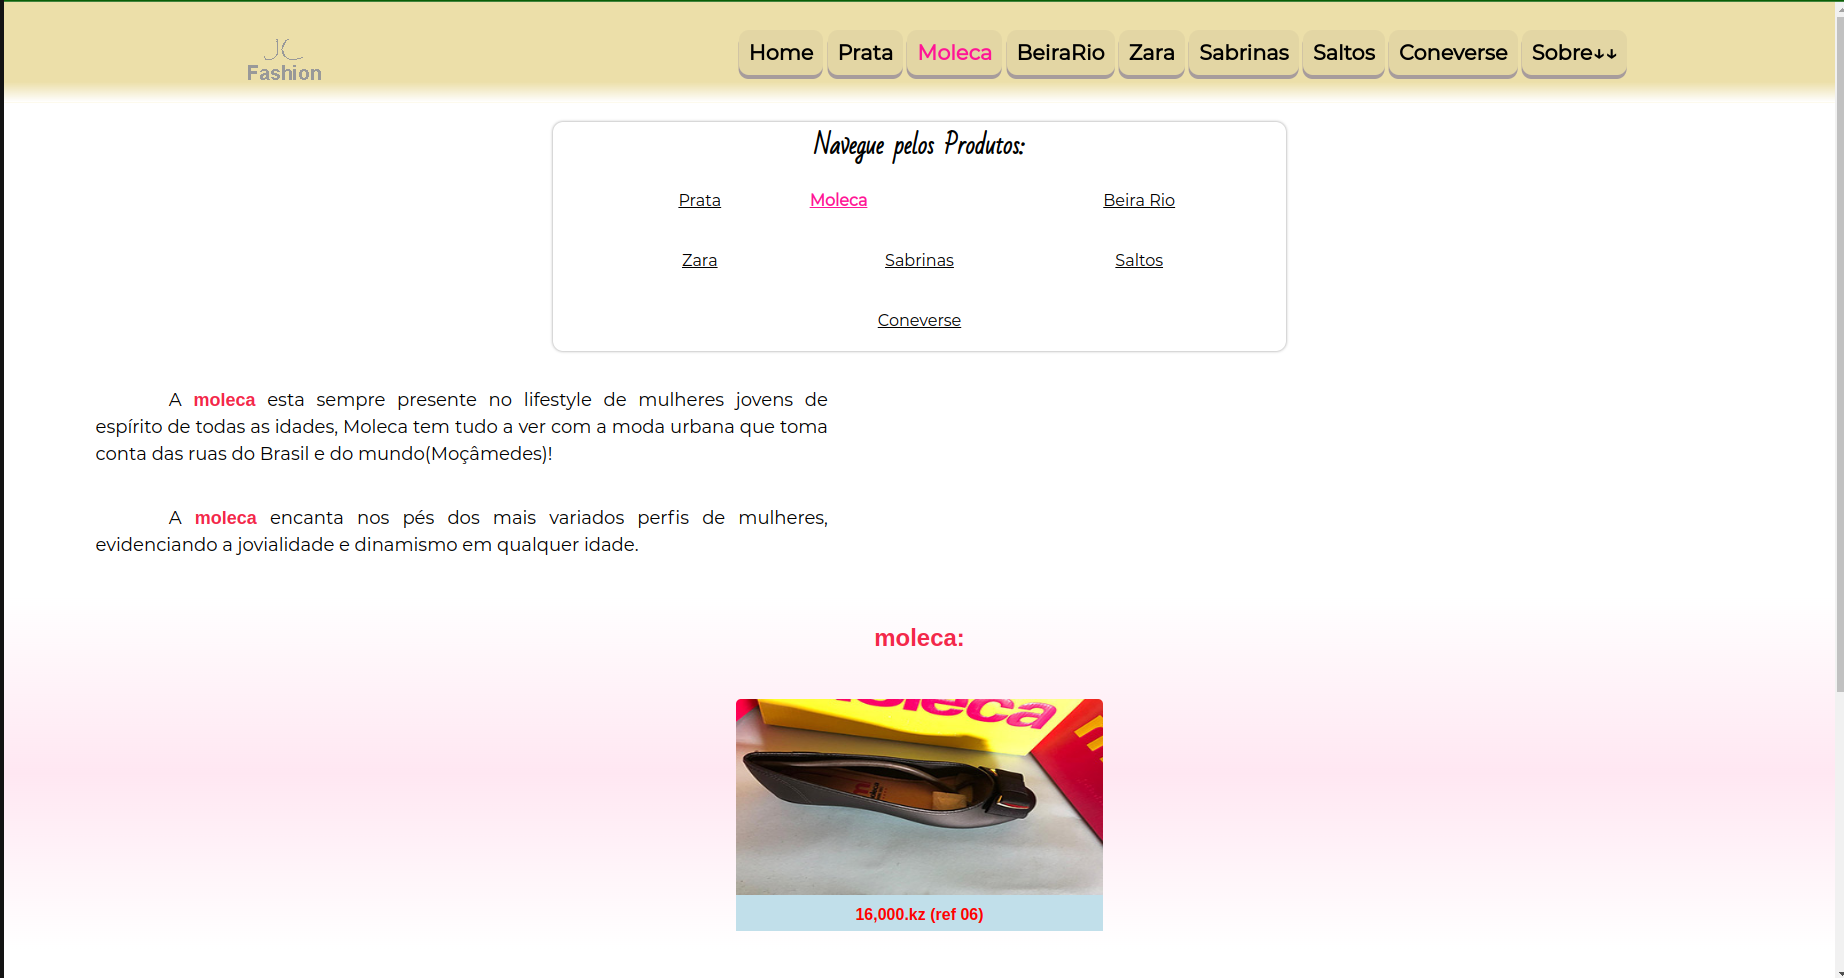 JC
Fashion
Home Prata Moleca BeiraRio Zara Sabrinas Saltos Coneverse Sobre↓↓
Navegue pelos Produtos:
Prata Moleca Beira Rio
Zara Sabrinas Saltos
Coneverse
A moleca esta sempre presente no lifestyle de mulheres jovens de
espírito de todas as idades, Moleca tem tudo a ver com a moda urbana que toma
conta das ruas do Brasil e do mundo(Moçâmedes)!
A moleca encanta nos pés dos mais variados perfis de mulheres,
evidenciando a jovialidade e dinamismo em qualquer idade.
moleca:
moleca
16,000.kz (ref 06)